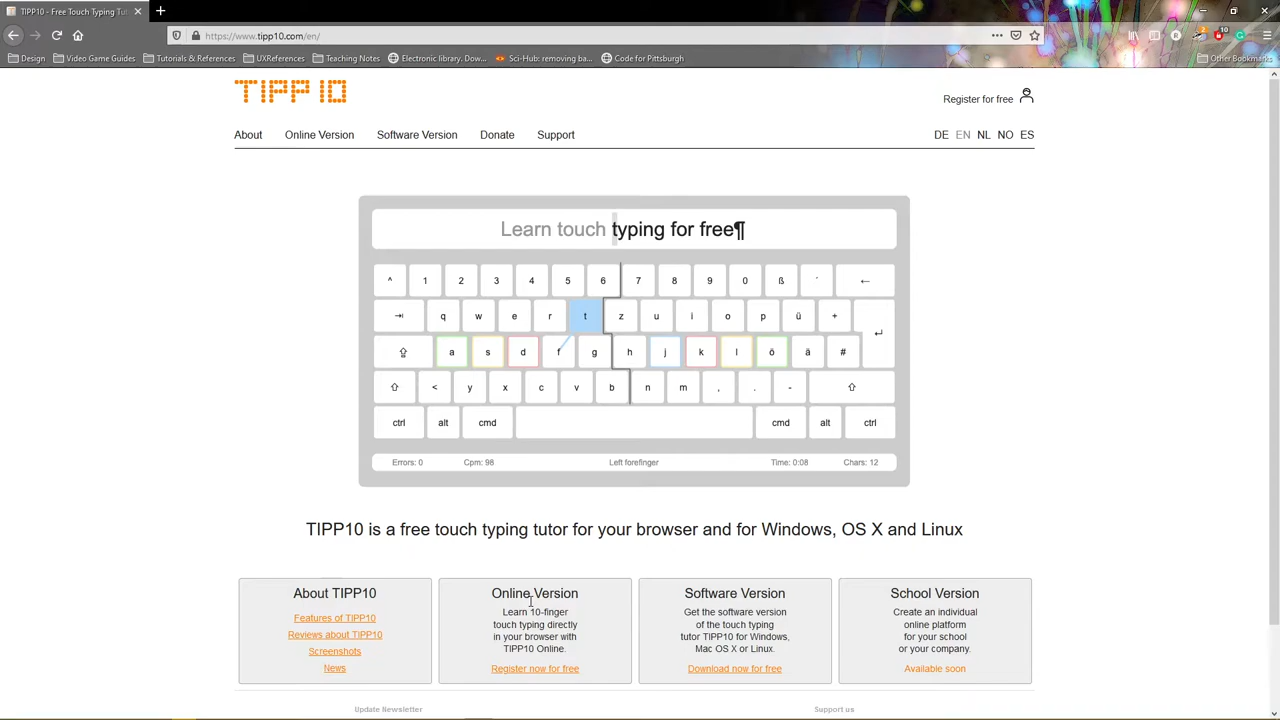 TIPP10 - Free Touch Typing Tu
https://www.tipp10.com/en/
10
Design
Video Game Guides
Tutorials & References
UXReferences
Teaching Notes
Electronic library. Dow...
Sci-Hub: removing ba...
Code for Pittsburgh
Other Bookmarks
TIPP10
Register for free
About Online Version Software Version Donate Support
DE EN NL NO ES
Learn touch typing for free¶
^ 1 2 3 4 5 6 7 8 9 0 ß ´ ←
⇥ q w e r t z u i o p ü + ↵
⇪ a s d f g h j k l ö ä #
⇧ < y x c v b n m , . - ⇧
ctrl alt cmd cmd alt ctrl
Errors: 0 Cpm: 98 Left forefinger Time: 0:08 Chars: 12
TIPP10 is a free touch typing tutor for your browser and for Windows, OS X and Linux
About TIPP10
Features of TIPP10
Reviews about TIPP10
Screenshots
News
Online Version
Learn 10-finger
touch typing directly
in your browser with
TIPP10 Online.
Register now for free
Software Version
Get the software version
of the touch typing
tutor TIPP10 for Windows,
Mac OS X or Linux.
Download now for free
School Version
Create an individual
online platform
for your school
or your company.
Available soon
Update Newsletter
Support us